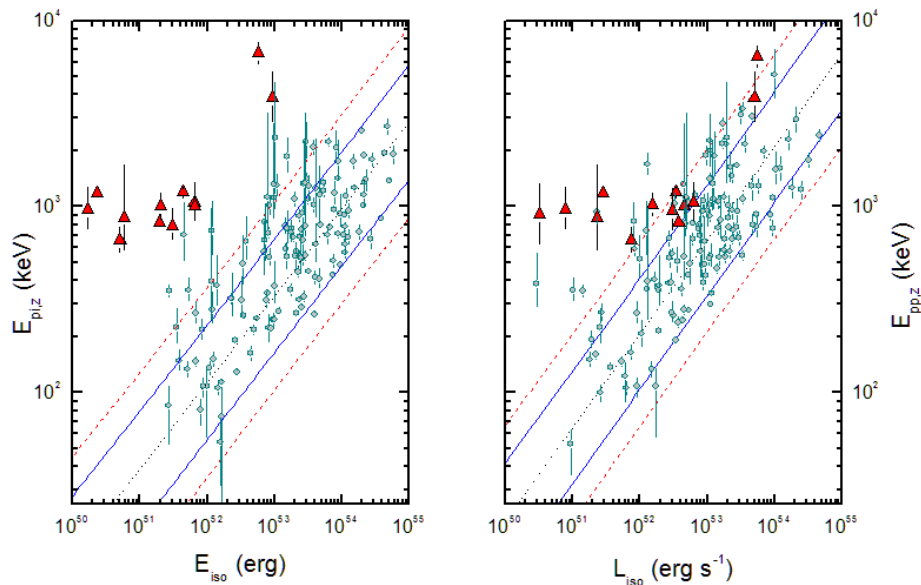 10⁴ 10⁴
10³ 10³
10² 10²
E_pi,z (keV)
E_pp,z (keV)
10⁵⁰ 10⁵¹ 10⁵² 10⁵³ 10⁵⁴ 10⁵⁵ 10⁵⁰ 10⁵¹ 10⁵² 10⁵³ 10⁵⁴ 10⁵⁵
E_iso (erg) L_iso (erg s⁻¹)